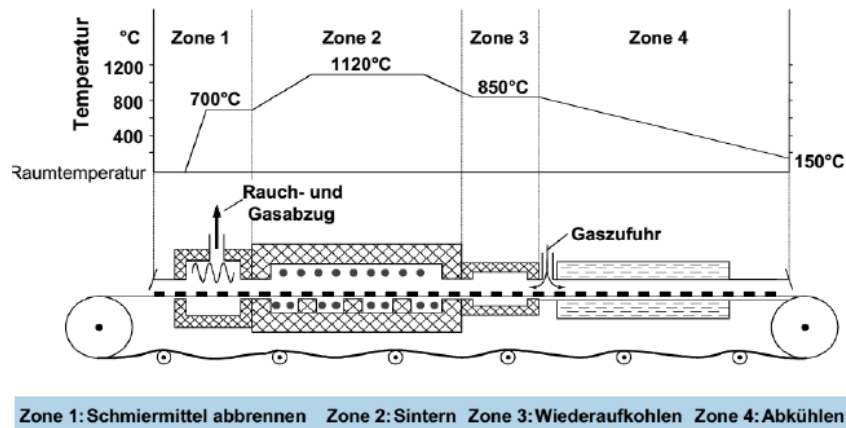 °C Zone 1 Zone 2 Zone 3 Zone 4
Temperatur
1200
1120°C
850°C
700°C
800
400
150°C
Raumtemperatur
Rauch- und
Gasabzug
Gaszufuhr
Zone 1: Schmiermittel abbrennen Zone 2: Sintern Zone 3: Wiederaufkohlen Zone 4: Abkühlen